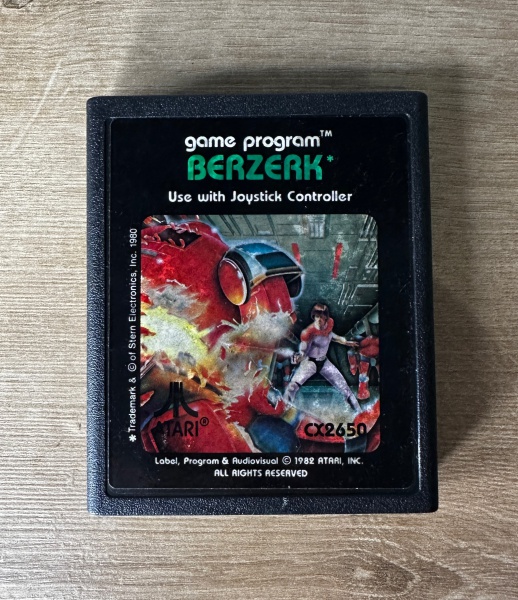 game program™
BERZERK*
Use with Joystick Controller
* Trademark & © of Stern Electronics, Inc. 1980
ATARI®
CX2650
Label, Program & Audiovisual © 1982 ATARI, INC.
ALL RIGHTS RESERVED